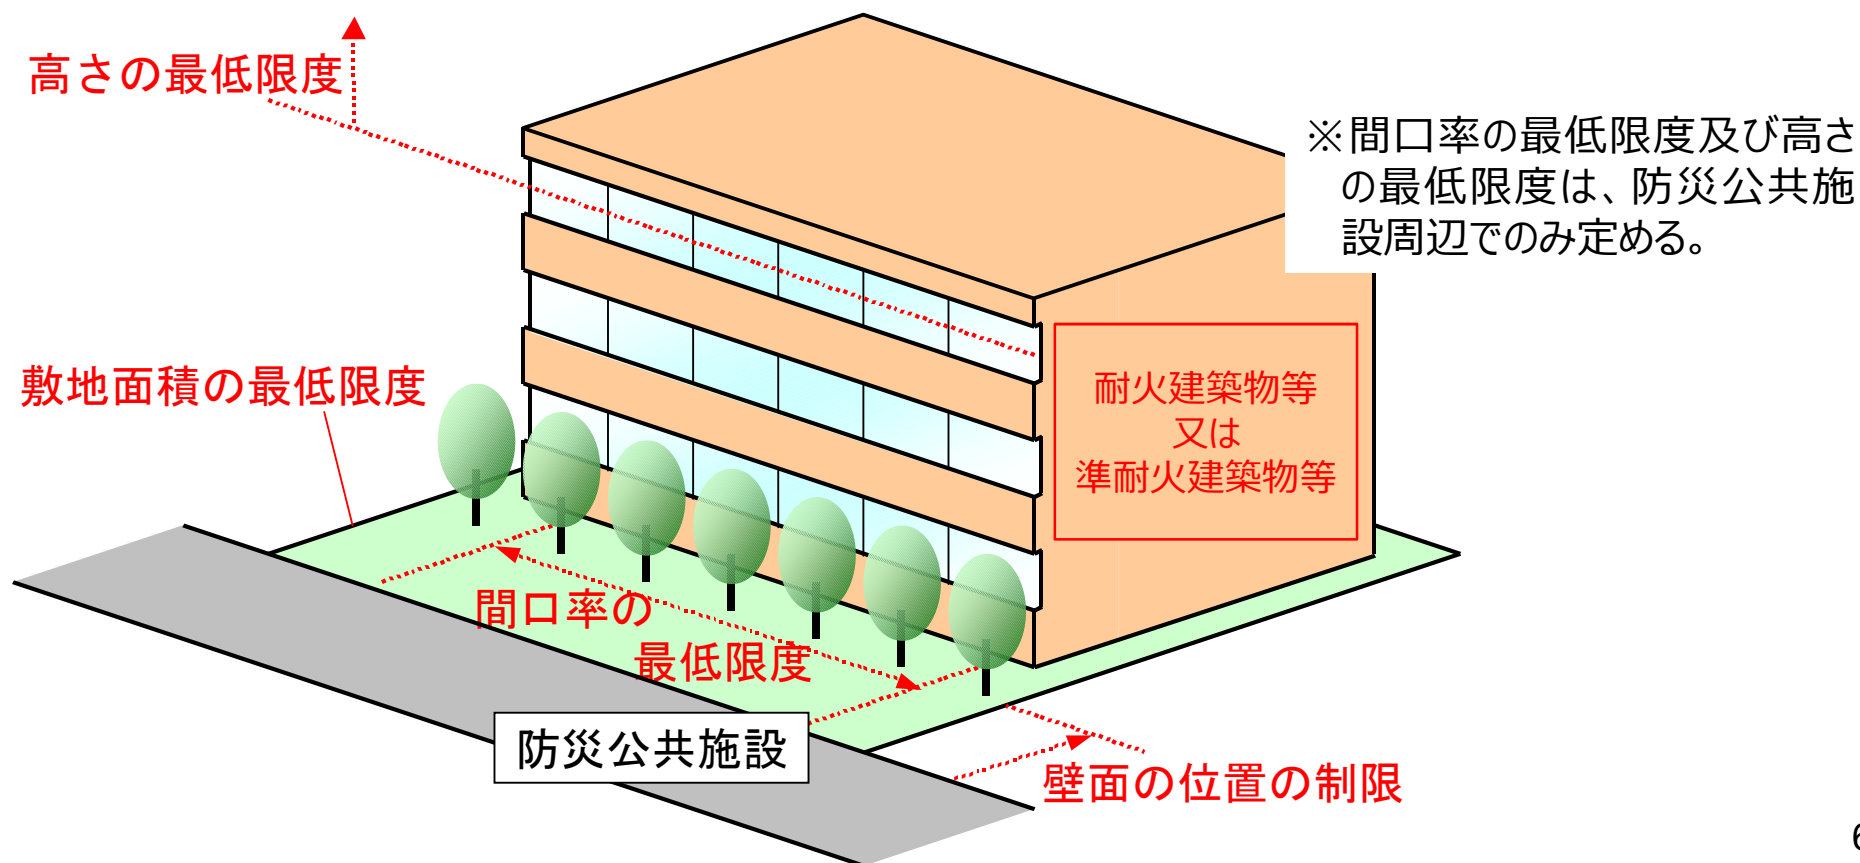 高さの最低限度
※間口率の最低限度及び高さ
の最低限度は、防災公共施
設周辺でのみ定める。
敷地面積の最低限度
耐火建築物等
又は
準耐火建築物等
間口率の
最低限度
防災公共施設
壁面の位置の制限
6